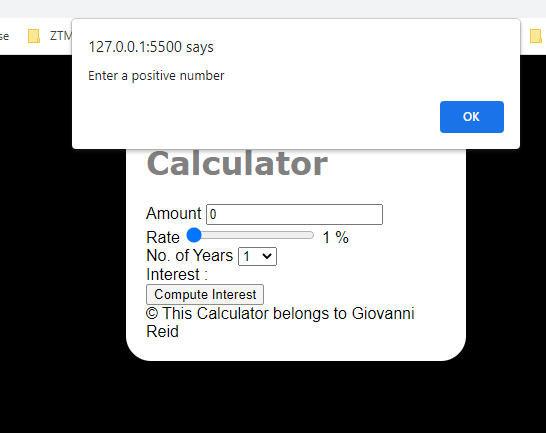 se ZTM
127.0.0.1:5500 says
Enter a positive number
OK
Calculator
Amount 0
Rate 1 %
No. of Years 1
Interest :
Compute Interest
© This Calculator belongs to Giovanni
Reid